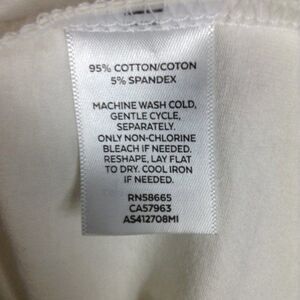 95% COTTON/COTON
5% SPANDEX
MACHINE WASH COLD,
GENTLE CYCLE,
SEPARATELY.
ONLY NON-CHLORINE
BLEACH IF NEEDED.
RESHAPE, LAY FLAT
TO DRY. COOL IRON
IF NEEDED.
RN58665
CA57963
AS412708MI